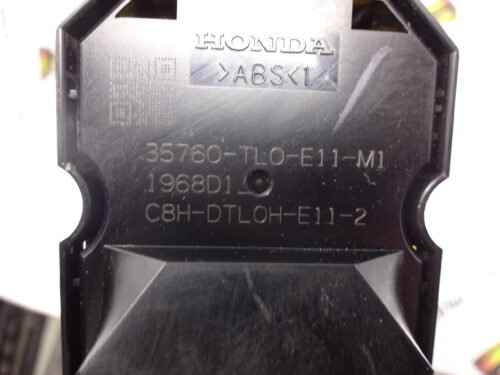 HONDA
>ABS<1
35760-TL0-E11-M1
1968D1
C8H-DTL0H-E11-2